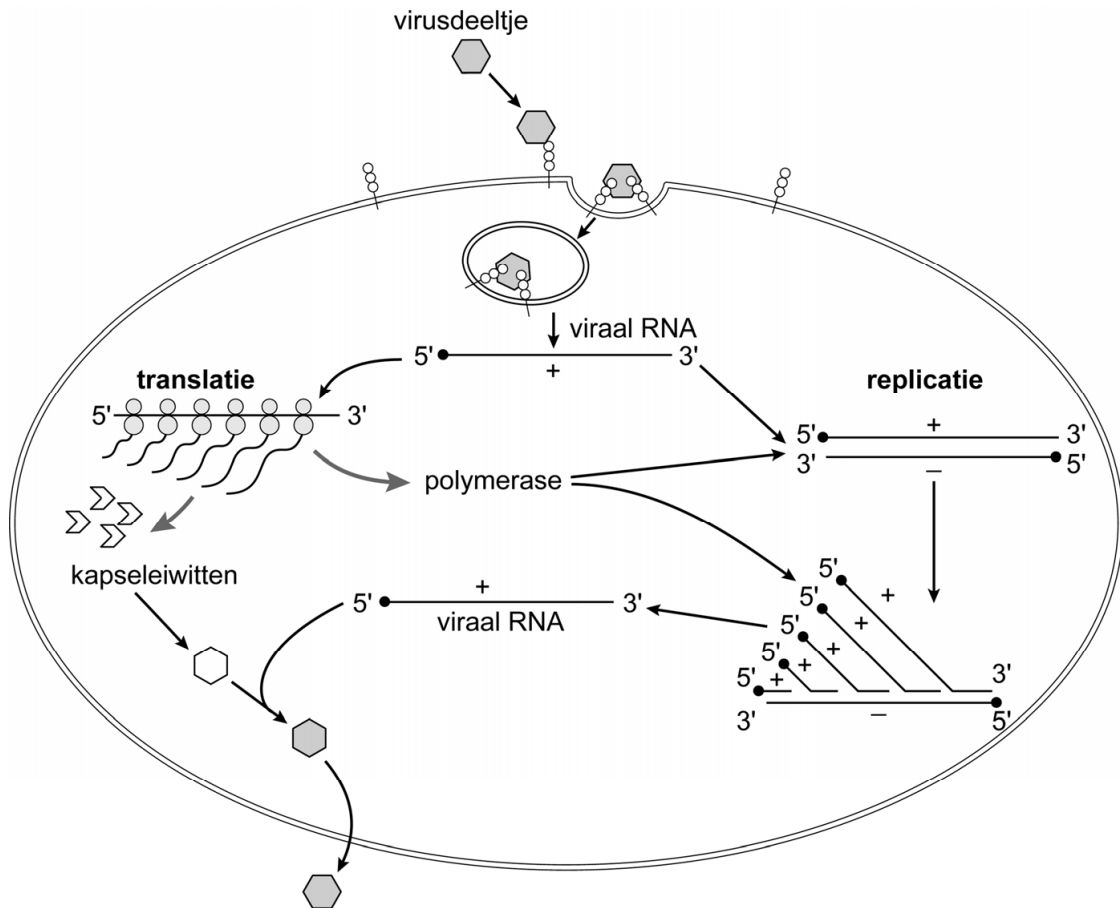 virusdeeltje
viraal RNA
5' 3'
+
translatie
5' 3'
replicatie
5' + 3'
3' – 5'
polymerase
kapseleiwitten
5' + 3'
viraal RNA
5' +
5' +
5' +
5' +
5' + 3'
3' – 5'